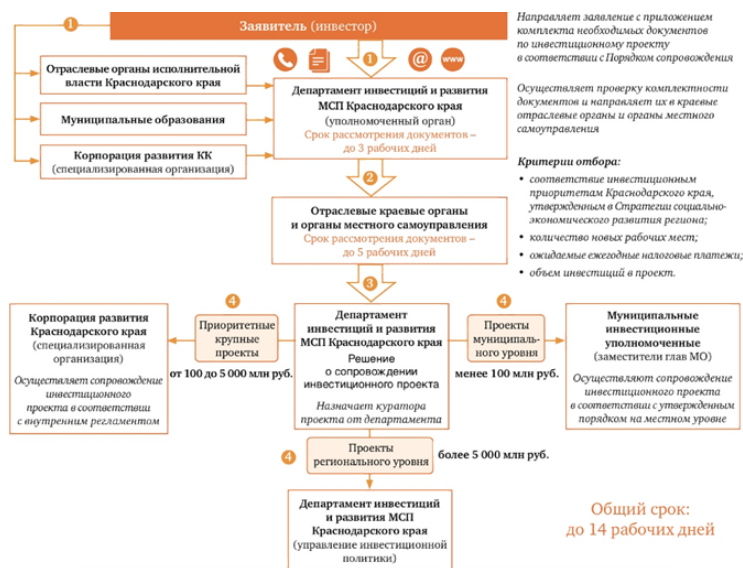 1
Заявитель (инвестор)
1
@
www
Направляет заявление с приложением
комплекта необходимых документов
по инвестиционному проекту
в соответствии с Порядком сопровождения
Осуществляет проверку комплектности
документов и направляет их в краевые
отраслевые органы и органы местного
самоуправления
Отраслевые органы исполнительной
власти Краснодарского края
Муниципальные образования
Корпорация развития КК
(специализированная организация)
Департамент инвестиций и развития
МСП Краснодарского края
(уполномоченный орган)
Срок рассмотрения документов –
до 3 рабочих дней
Критерии отбора:
• соответствие инвестиционным
приоритетам Краснодарского края,
утвержденным в Стратегии социально-
экономического развития региона;
• количество новых рабочих мест;
• ожидаемые ежегодные налоговые платежи;
• объем инвестиций в проект.
2
Отраслевые краевые органы
и органы местного самоуправления
Срок рассмотрения документов –
до 5 рабочих дней
3
Корпорация развития
Краснодарского края
(специализированная
организация)
Осуществляет сопровождение
инвестиционного
проекта в соответствии
с внутренним регламентом
4
Приоритетные
крупные
проекты
от 100 до 5 000 млн руб.
Департамент
инвестиций и развития
МСП Краснодарского края
Решение
о сопровождении
инвестиционного проекта
Назначает куратора
проекта от департамента
4
Проекты
муниципаль-
ного уровня
менее 100 млн руб.
Муниципальные
инвестиционные
уполномоченные
(заместители глав МО)
Осуществляют сопровождение
инвестиционного проекта
в соответствии с утвержденным
порядком на местном уровне
4
Проекты
регионального уровня
более 5 000 млн руб.
Департамент инвестиций
и развития МСП
Краснодарского края
(управление инвестиционной
политики)
Общий срок:
до 14 рабочих дней